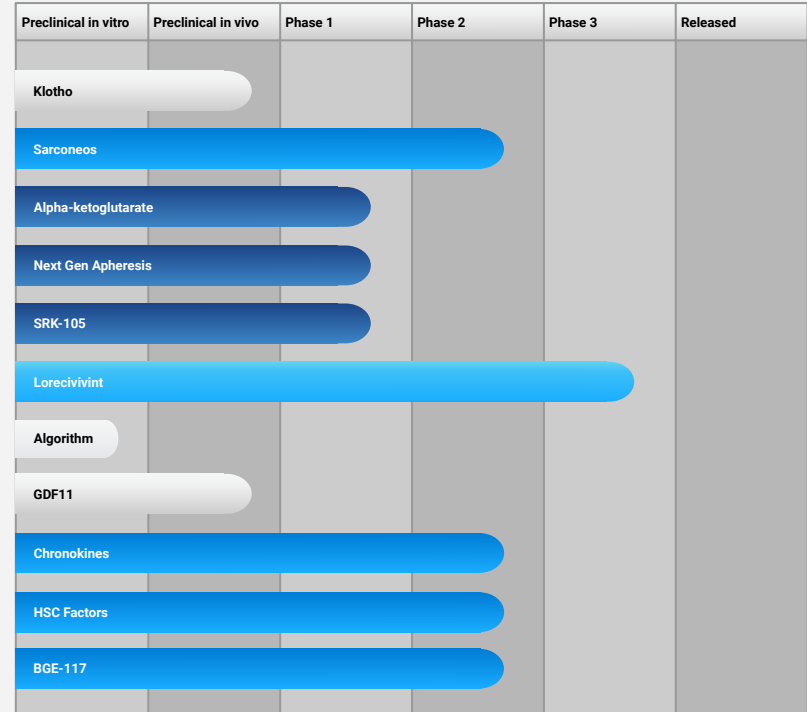 Preclinical in vitro Preclinical in vivo Phase 1 Phase 2 Phase 3 Released
Klotho
Sarconeos
Alpha-ketoglutarate
Next Gen Apheresis
SRK-105
Lorecivivint
Algorithm
GDF11
Chronokines
HSC Factors
BGE-117